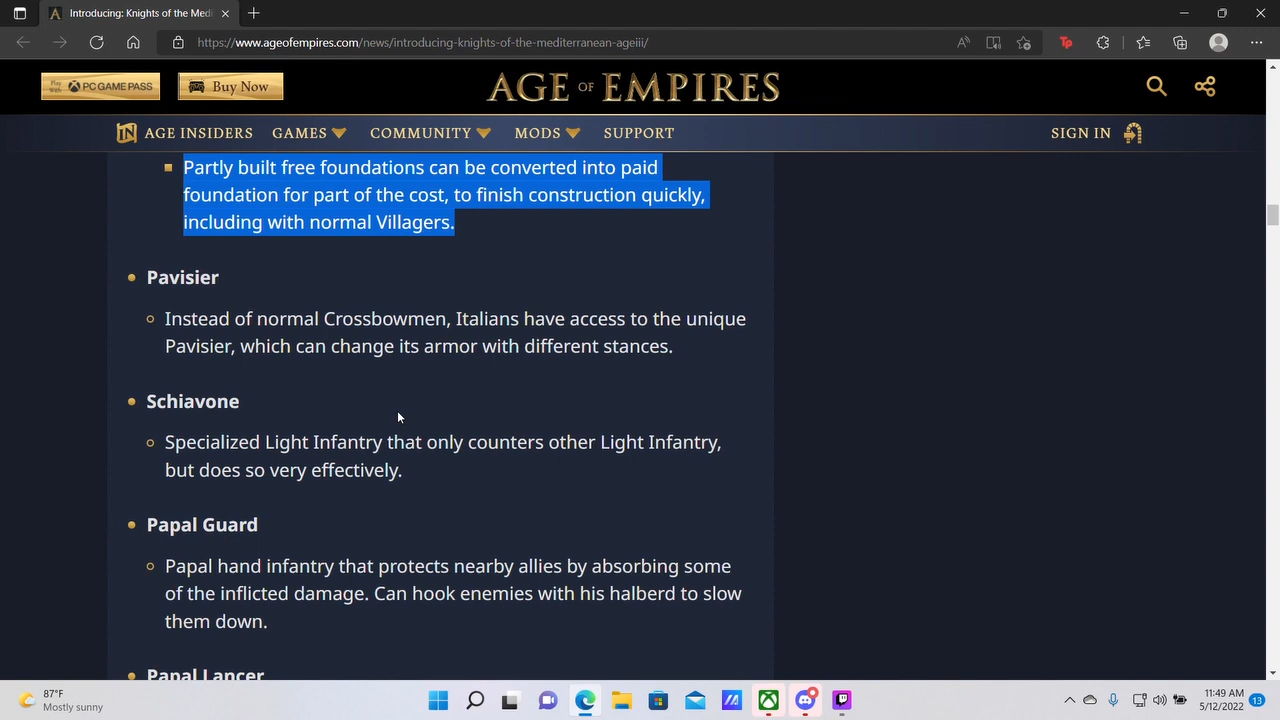 Introducing: Knights of the Med
https://www.ageofempires.com/news/introducing-knights-of-the-mediterranean-ageiii/
PC GAME PASS
Buy Now
AGE OF EMPIRES
AGE INSIDERS
GAMES
COMMUNITY
MODS
SUPPORT
SIGN IN
Partly built free foundations can be converted into paid
foundation for part of the cost, to finish construction quickly,
including with normal Villagers.
Pavisier
Instead of normal Crossbowmen, Italians have access to the unique
Pavisier, which can change its armor with different stances.
Schiavone
Specialized Light Infantry that only counters other Light Infantry,
but does so very effectively.
Papal Guard
Papal hand infantry that protects nearby allies by absorbing some
of the inflicted damage. Can hook enemies with his halberd to slow
them down.
Papal Lancer
87°F
Mostly sunny
11:49 AM
5/12/2022
13